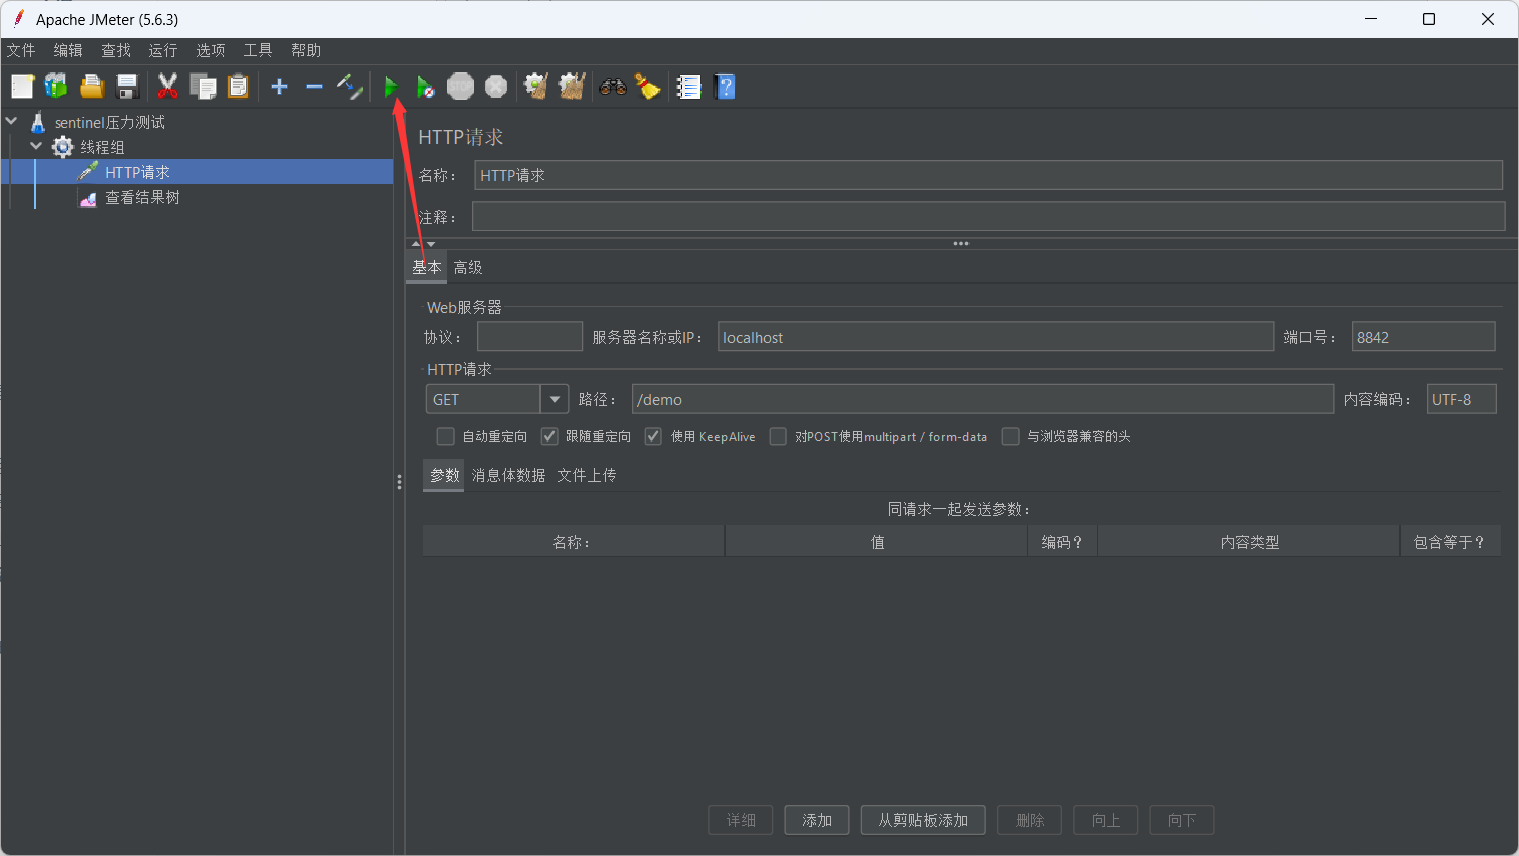 Apache JMeter (5.6.3)
文件 编辑 查找 运行 选项 工具 帮助
STOP
sentinel压力测试
线程组
HTTP请求
查看结果树
HTTP请求
名称： HTTP请求
注释：
基本 高级
Web服务器
协议： 服务器名称或IP： localhost 端口号： 8842
HTTP请求
GET 路径： /demo 内容编码： UTF-8
自动重定向 跟随重定向 使用 KeepAlive 对POST使用multipart / form-data 与浏览器兼容的头
参数 消息体数据 文件上传
同请求一起发送参数：
名称： 值 编码？ 内容类型 包含等于？
详细 添加 从剪贴板添加 删除 向上 向下